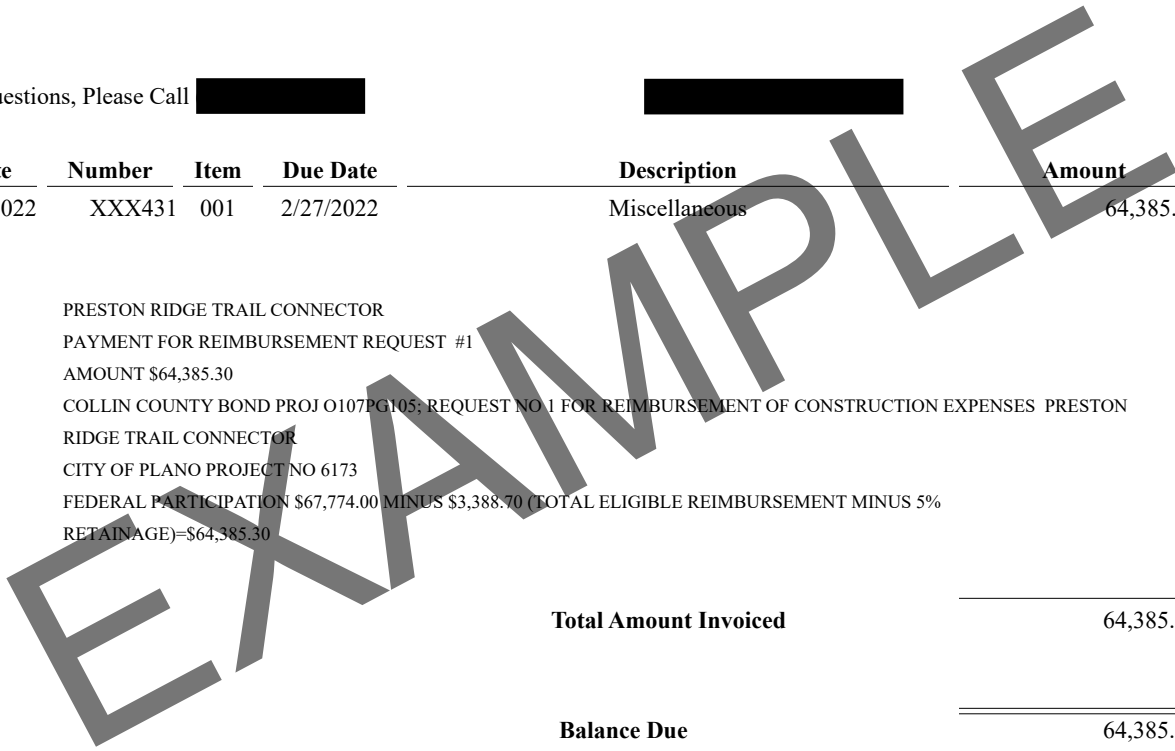 uestions, Please Call
te Number Item Due Date Description Amount
022 XXX431 001 2/27/2022 Miscellaneous 64,385.
PRESTON RIDGE TRAIL CONNECTOR
PAYMENT FOR REIMBURSEMENT REQUEST #1
AMOUNT $64,385.30
COLLIN COUNTY BOND PROJ O107PG105; REQUEST NO 1 FOR REIMBURSEMENT OF CONSTRUCTION EXPENSES PRESTON
RIDGE TRAIL CONNECTOR
CITY OF PLANO PROJECT NO 6173
FEDERAL PARTICIPATION $67,774.00 MINUS $3,388.70 (TOTAL ELIGIBLE REIMBURSEMENT MINUS 5%
RETAINAGE)=$64,385.30
Total Amount Invoiced 64,385.
Balance Due 64,385.
EXAMPLE